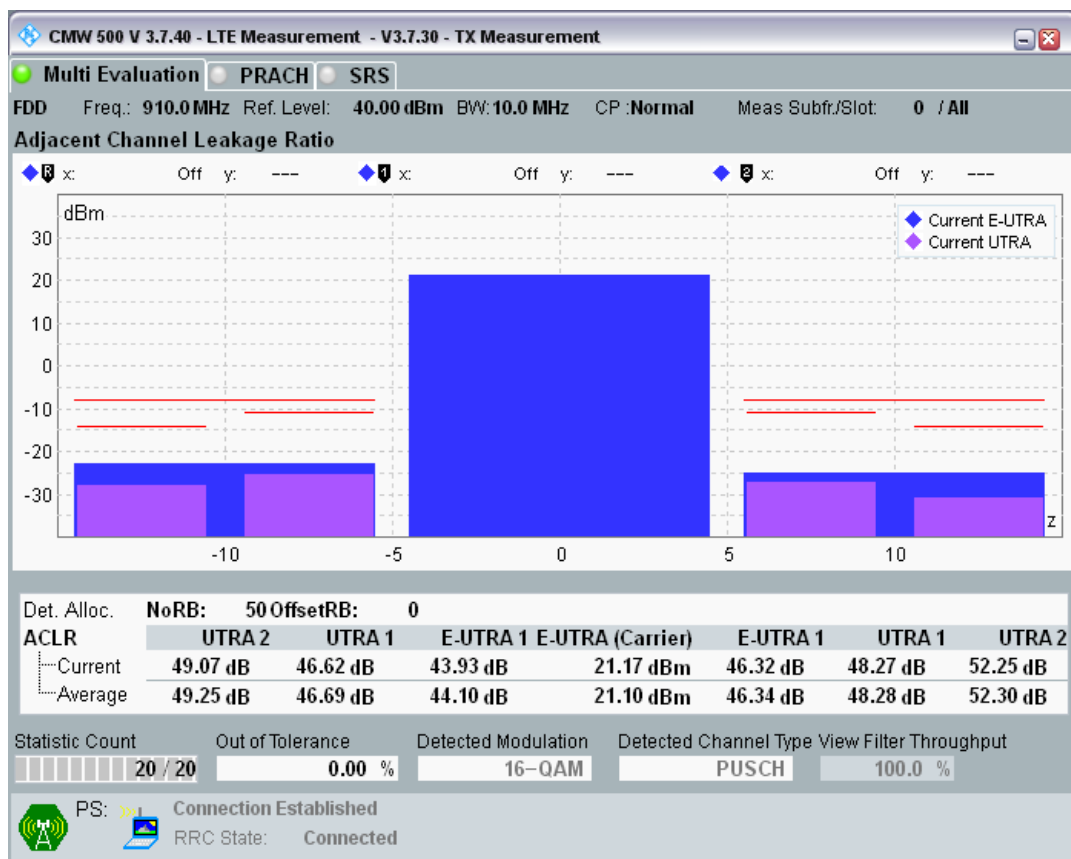 CMW 500 V 3.7.40 - LTE Measurement - V3.7.30 - TX Measurement
Multi Evaluation PRACH SRS
FDD Freq.: 910.0 MHz Ref. Level: 40.00 dBm BW: 10.0 MHz CP :Normal Meas Subfr./Slot: 0 / All
Adjacent Channel Leakage Ratio
R x: Off y: --- 1 x: Off y: --- 2 x: Off y: ---
dBm
Current E-UTRA
Current UTRA
30
20
10
0
-10
-20
-30
z
-10 -5 0 5 10
Det. Alloc. NoRB: 50 OffsetRB: 0
ACLR UTRA 2 UTRA 1 E-UTRA 1 E-UTRA (Carrier) E-UTRA 1 UTRA 1 UTRA 2
Current 49.07 dB 46.62 dB 43.93 dB 21.17 dBm 46.32 dB 48.27 dB 52.25 dB
Average 49.25 dB 46.69 dB 44.10 dB 21.10 dBm 46.34 dB 48.28 dB 52.30 dB
Statistic Count Out of Tolerance Detected Modulation Detected Channel Type View Filter Throughput
20 / 20 0.00 % 16-QAM PUSCH 100.0 %
PS: Connection Established
RRC State: Connected